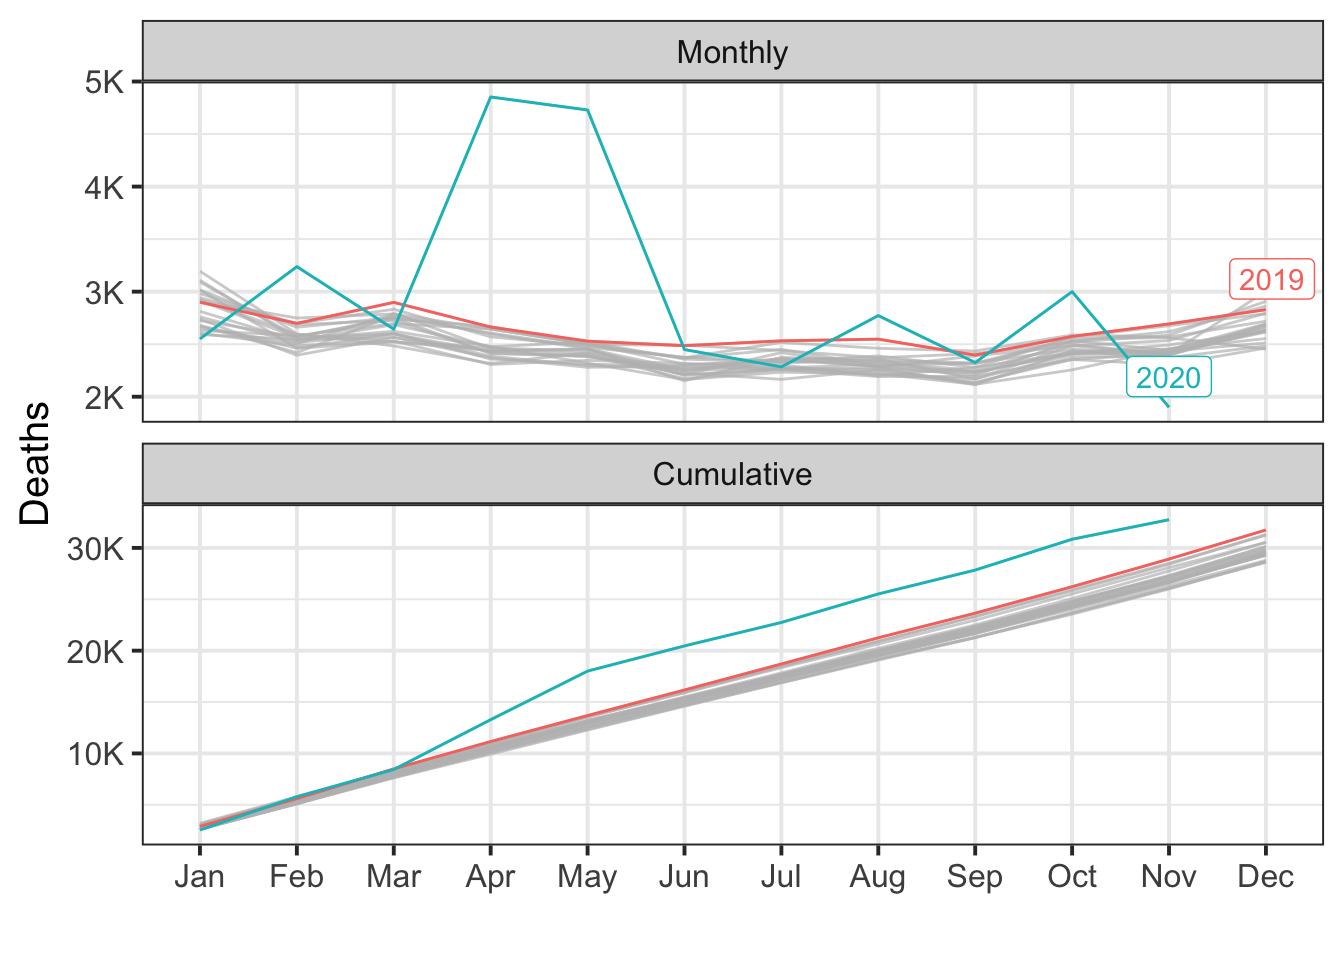 Monthly
5K
4K
3K
2K
2019
2020
Deaths
Cumulative
30K
20K
10K
Jan Feb Mar Apr May Jun Jul Aug Sep Oct Nov Dec